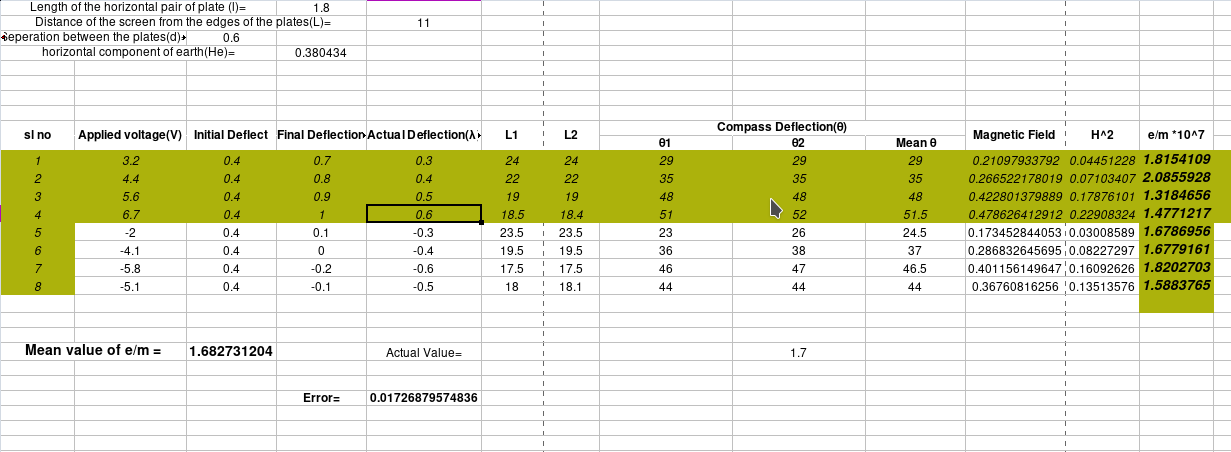 Length of the horizontal pair of plate (l)= 1.8
Distance of the screen from the edges of the plates(L)= 11
Seperation between the plates(d) 0.6
horizontal component of earth(He)= 0.380434
sl no Applied voltage(V) Initial Deflect Final Deflection Actual Deflection(λ L1 L2 Compass Deflection(θ) Magnetic Field H^2 e/m *10^7
θ1 θ2 Mean θ
1 3.2 0.4 0.7 0.3 24 24 29 29 29 0.21097933792 0.04451228 1.8154109
2 4.4 0.4 0.8 0.4 22 22 35 35 35 0.266522178019 0.07103407 2.0855928
3 5.6 0.4 0.9 0.5 19 19 48 48 48 0.422801379889 0.17876101 1.3184656
4 6.7 0.4 1 0.6 18.5 18.4 51 52 51.5 0.478626412912 0.22908324 1.4771217
5 -2 0.4 0.1 -0.3 23.5 23.5 23 26 24.5 0.173452844053 0.03008589 1.6786956
6 -4.1 0.4 0 -0.4 19.5 19.5 36 38 37 0.286832645695 0.08227297 1.6779161
7 -5.8 0.4 -0.2 -0.6 17.5 17.5 46 47 46.5 0.401156149647 0.16092626 1.8202703
8 -5.1 0.4 -0.1 -0.5 18 18.1 44 44 44 0.36760816256 0.13513576 1.5883765
Mean value of e/m = 1.682731204 Actual Value= 1.7
Error= 0.01726879574836